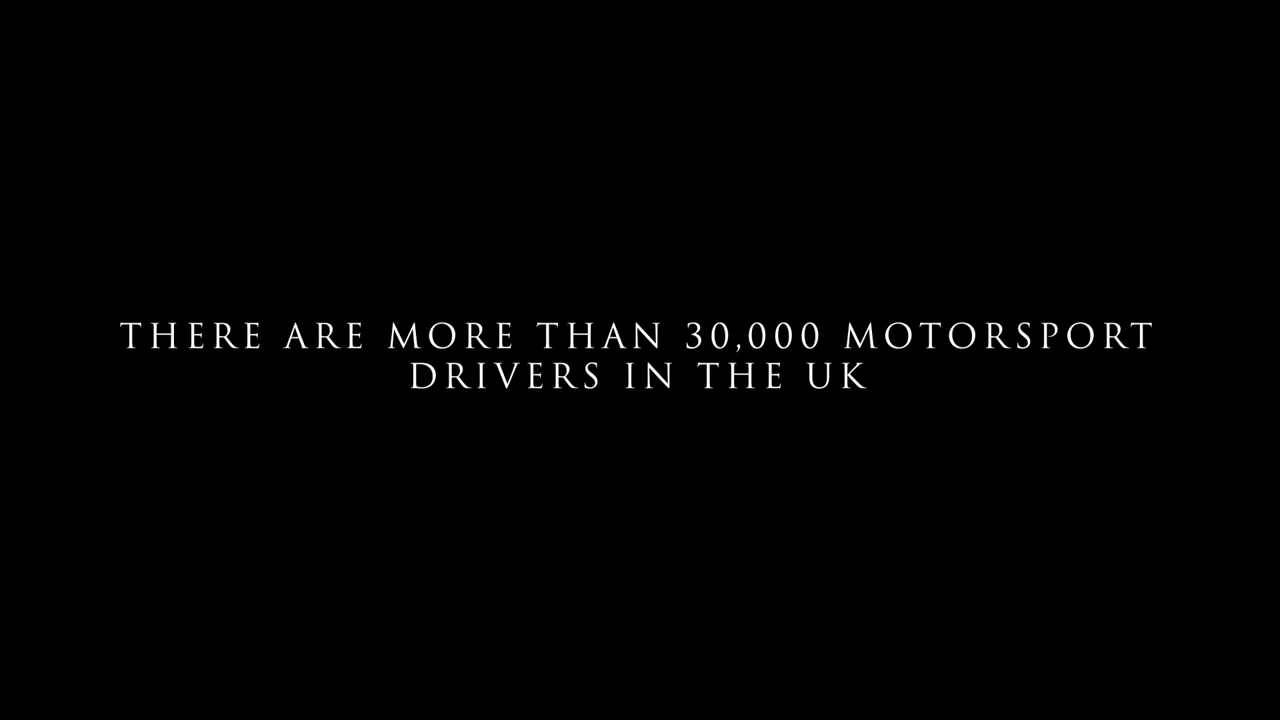 THERE ARE MORE THAN 30,000 MOTORSPORT
DRIVERS IN THE UK